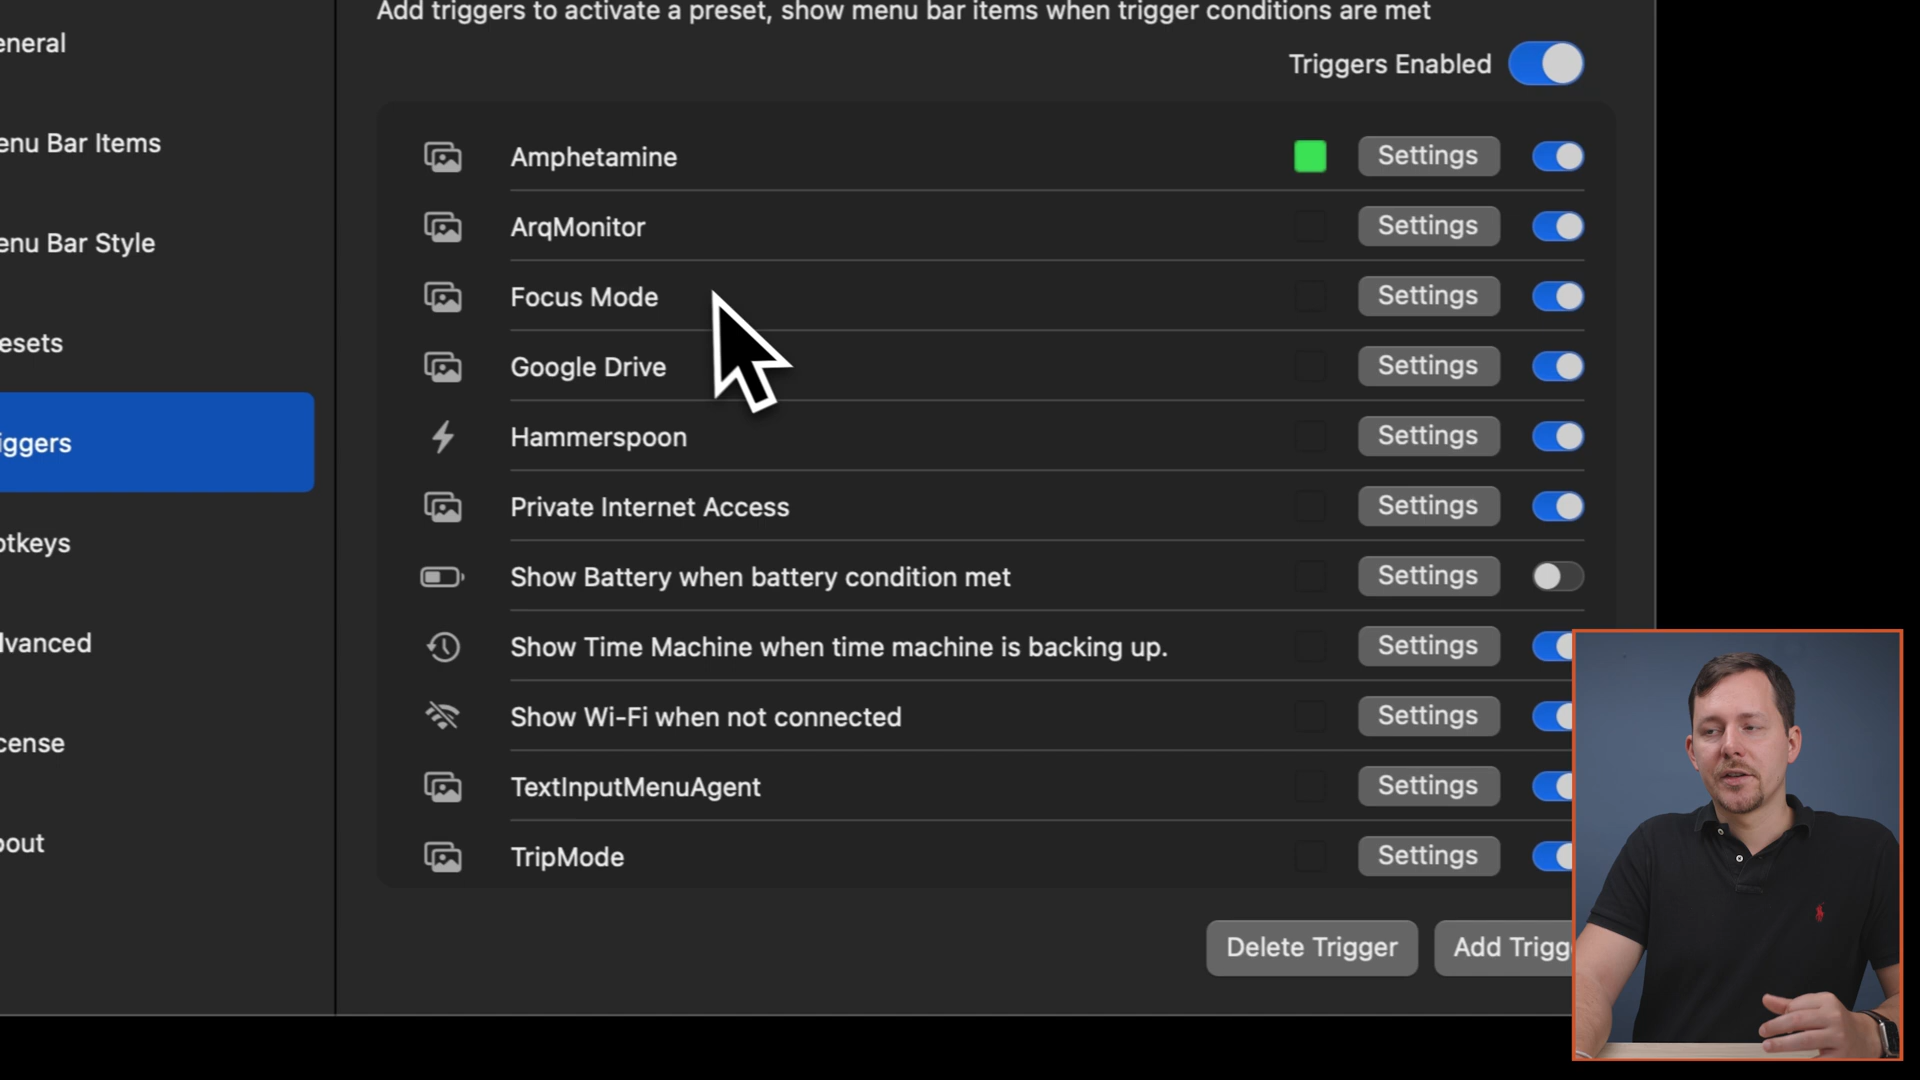 Add triggers to activate a preset, show menu bar items when trigger conditions are met
eneral
Triggers Enabled
enu Bar Items
Amphetamine Settings
ArqMonitor Settings
enu Bar Style
Focus Mode Settings
esets
Google Drive Settings
iggers
Hammerspoon Settings
Private Internet Access Settings
otkeys
Show Battery when battery condition met Settings
lvanced
Show Time Machine when time machine is backing up. Settings
Show Wi-Fi when not connected Settings
cense
TextInputMenuAgent Settings
bout
TripMode Settings
Delete Trigger Add Trigg